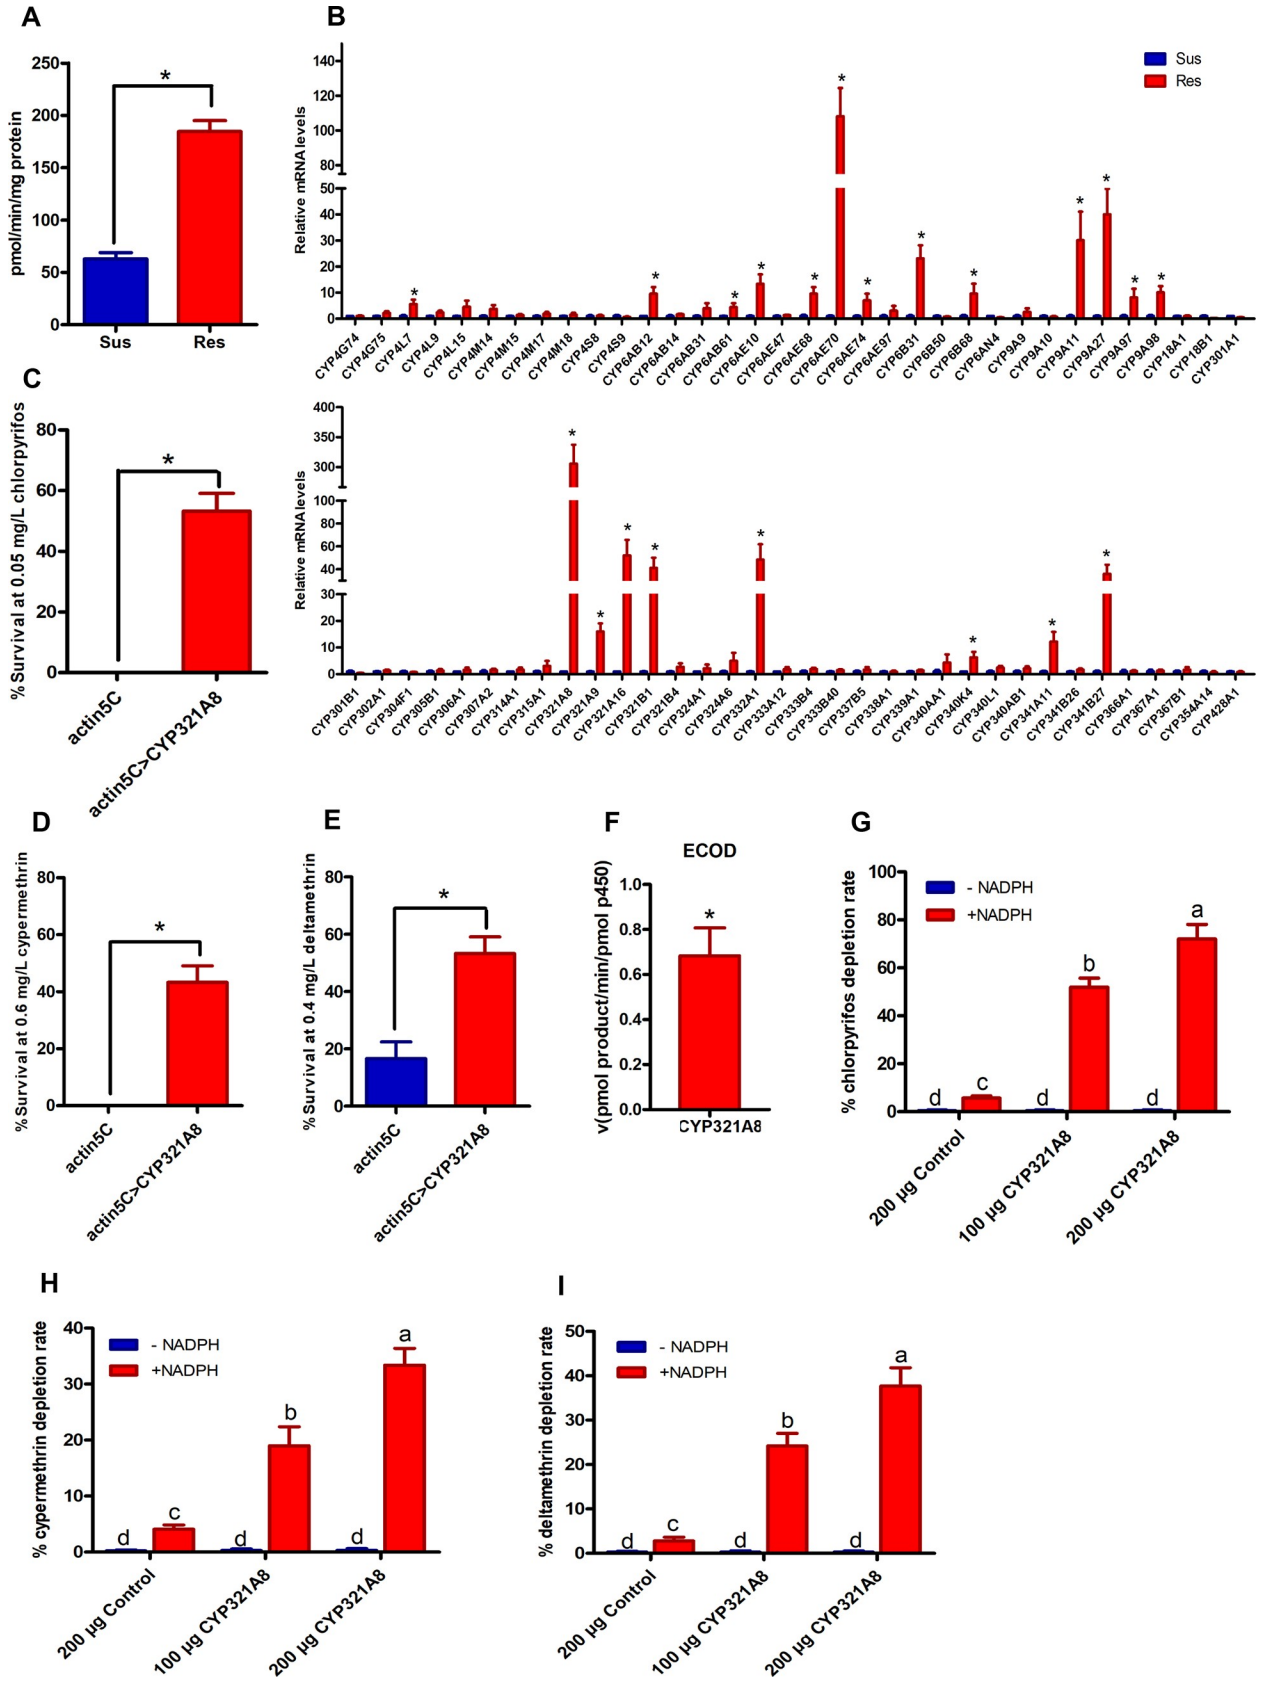 A
pmol/min/mg protein
250
200
150
100
50
0
*
Sus
Res
B
Relative mRNA levels
140
120
100
80
50
40
30
20
10
0
Sus
Res
* * * * * * * * * * * * *
CYP4G74 CYP4G75 CYP4L7 CYP4L9 CYP4L15 CYP4M14 CYP4M15 CYP4M17 CYP4M18 CYP4S8 CYP4S9 CYP6AB12 CYP6AB14 CYP6AB31 CYP6AB61 CYP6AE10 CYP6AE47 CYP6AE68 CYP6AE70 CYP6AE74 CYP6AE97 CYP6B31 CYP6B50 CYP6B68 CYP6AN4 CYP9A9 CYP9A10 CYP9A11 CYP9A27 CYP9A97 CYP9A98 CYP18A1 CYP18B1 CYP301A1
Relative mRNA levels
400
350
300
100
80
60
40
30
20
10
0
* * * * * * * *
CYP301B1 CYP302A1 CYP304F1 CYP305B1 CYP306A1 CYP307A2 CYP314A1 CYP315A1 CYP321A8 CYP321A9 CYP321A16 CYP321B1 CYP321B4 CYP324A1 CYP324A6 CYP332A1 CYP333A12 CYP333B4 CYP333B40 CYP337B5 CYP338A1 CYP339A1 CYP340AA1 CYP340K4 CYP340L1 CYP340AB1 CYP341A11 CYP341B26 CYP341B27 CYP366A1 CYP367A1 CYP367B1 CYP354A14 CYP428A1
C
%Survival at 0.05 mg/L chlorpyrifos
80
60
40
20
0
*
actin5C
actin5C>CYP321A8
D
%Survival at 0.6 mg/L cypermethrin
80
60
40
20
0
*
actin5C
actin5C>CYP321A8
E
%Survival at 0.4 mg/L deltamethrin
80
60
40
20
0
*
actin5C
actin5C>CYP321A8
F
ECOD
v(pmol product/min/pmol p450)
1.0
0.8
0.6
0.4
0.2
0.0
*
CYP321A8
G
% chlorpyrifos depletion rate
100
80
60
40
20
0
- NADPH
+NADPH
d c d b d a
200 µg Control
100 µg CYP321A8
200 µg CYP321A8
H
% cypermethrin depletion rate
40
30
20
10
0
- NADPH
+NADPH
d c d b d a
200 µg Control
100 µg CYP321A8
200 µg CYP321A8
I
% deltamethrin depletion rate
50
40
30
20
10
0
- NADPH
+NADPH
d c d b d a
200 µg Control
100 µg CYP321A8
200 µg CYP321A8